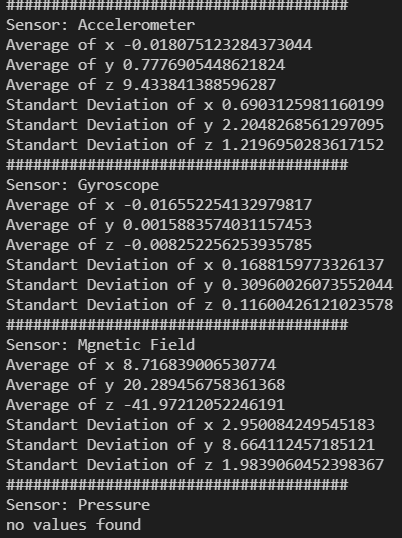 ######################################
Sensor: Accelerometer
Average of x -0.018075123284373044
Average of y 0.7776905448621824
Average of z 9.433841388596287
Standart Deviation of x 0.6903125981160199
Standart Deviation of y 2.2048268561297095
Standart Deviation of z 1.2196950283617152
######################################
Sensor: Gyroscope
Average of x -0.016552254132979817
Average of y 0.0015883574031157453
Average of z -0.008252256253935785
Standart Deviation of x 0.1688159773326137
Standart Deviation of y 0.30960026073552044
Standart Deviation of z 0.11600426121023578
######################################
Sensor: Mgnetic Field
Average of x 8.716839006530774
Average of y 20.289456758361368
Average of z -41.97212052246191
Standart Deviation of x 2.950084249545183
Standart Deviation of y 8.664112457185121
Standart Deviation of z 1.9839060452398367
######################################
Sensor: Pressure
no values found